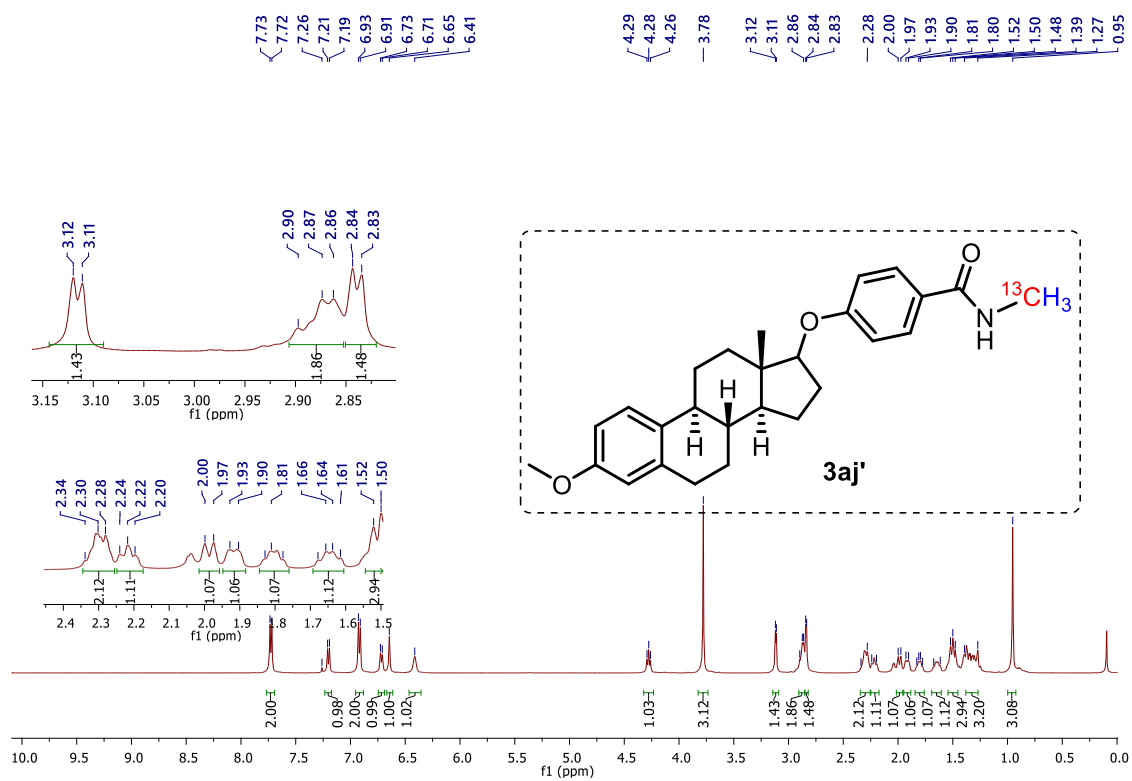 7.73 7.72 7.26 7.21 7.19 6.93 6.91 6.73 6.71 6.65 6.41 4.29 4.28 4.26 3.78 3.12 3.11 2.86 2.84 2.83 2.28 2.00 1.97 1.93 1.90 1.81 1.80 1.52 1.50 1.48 1.39 1.27 0.95
3.12 3.11 2.90 2.87 2.86 2.84 2.83
1.43 1.86 1.48
3.15 3.10 3.05 3.00 2.95 2.90 2.85
f1 (ppm)
O
13CH3
N
H
O
H
H
H
O
3aj'
2.34 2.30 2.28 2.24 2.22 2.20 2.00 1.97 1.93 1.90 1.81 1.66 1.64 1.61 1.52 1.50
2.12 1.11 1.07 1.06 1.07 1.12 2.94
2.4 2.3 2.2 2.1 2.0 1.9 1.8 1.7 1.6 1.5
f1 (ppm)
2.00 0.98 2.00 0.99 1.00 1.02 1.03 3.12 1.43 1.86 1.48 2.12 1.11 1.07 1.06 1.07 1.12 2.94 3.20 3.08
10.0 9.5 9.0 8.5 8.0 7.5 7.0 6.5 6.0 5.5 5.0 4.5 4.0 3.5 3.0 2.5 2.0 1.5 1.0 0.5 0.0
f1 (ppm)